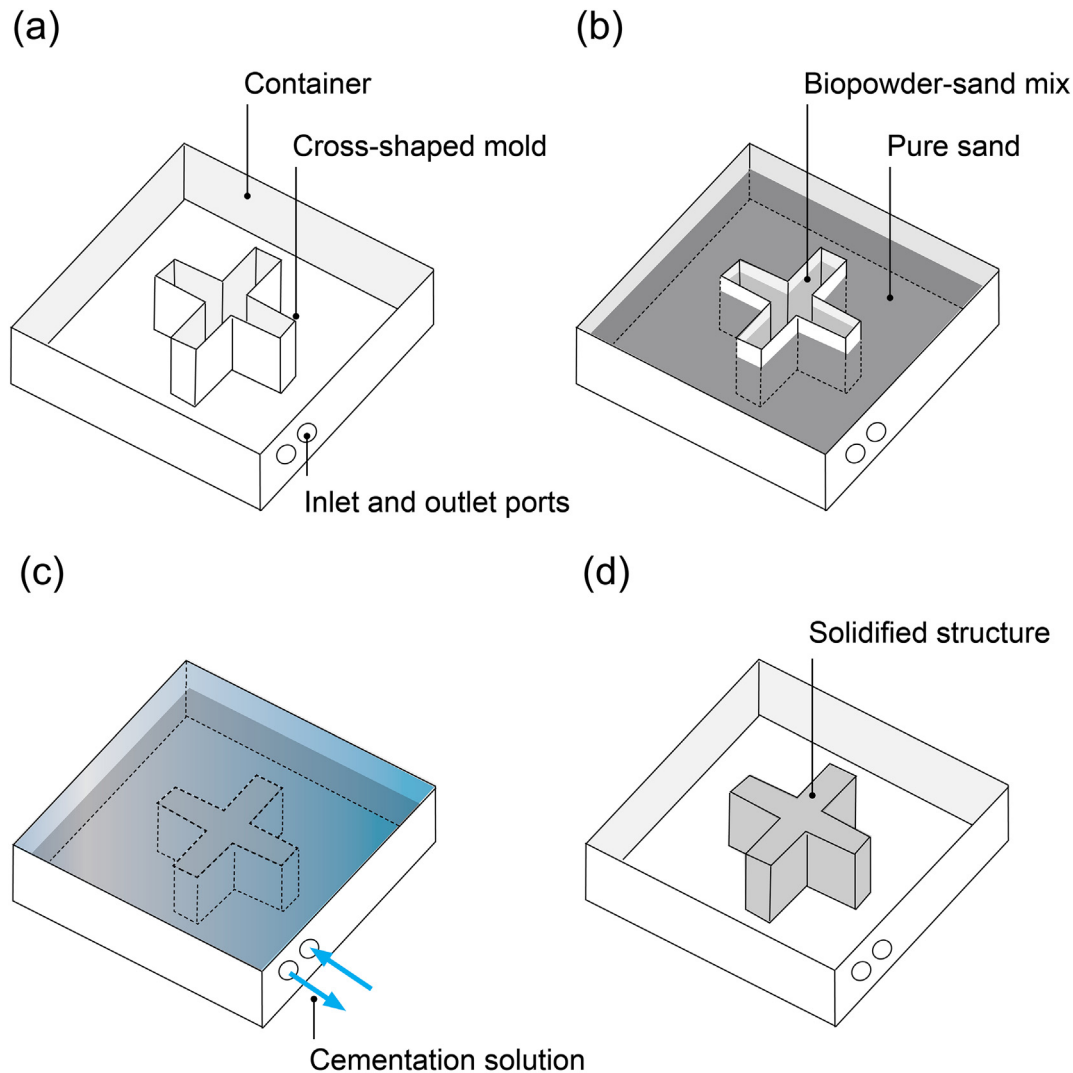 (a)
(b)
Container
Cross-shaped mold
Inlet and outlet ports
Biopowder-sand mix
Pure sand
(c)
(d)
Cementation solution
Solidified structure